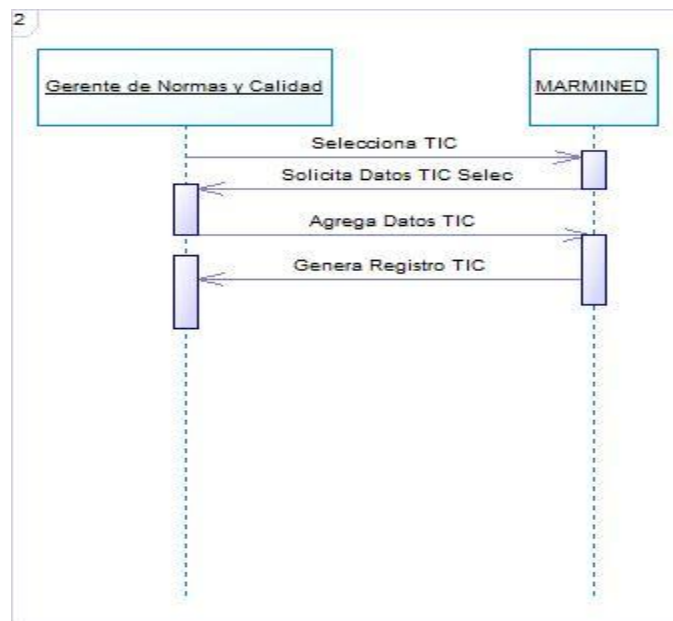 2
Gerente de Normas y Calidad
MARMINED
Selecciona TIC
Solicita Datos TIC Selec
Agrega Datos TIC
Genera Registro TIC